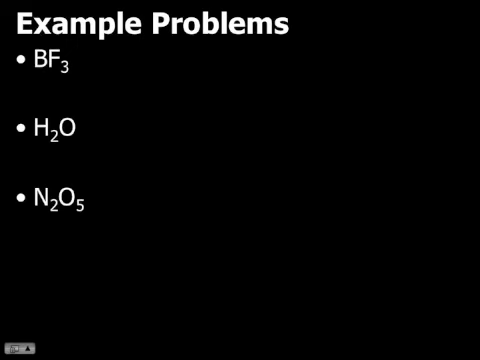 Example Problems
• BF₃
• H₂O
• N₂O₅